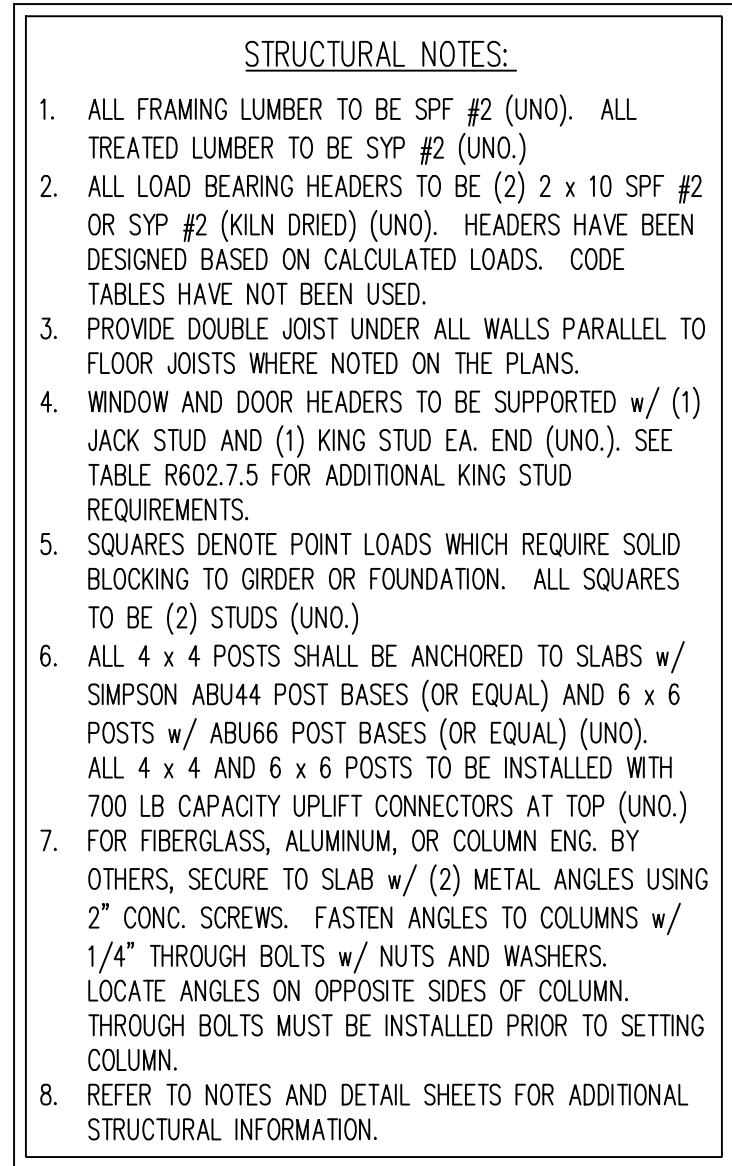 STRUCTURAL NOTES:
1. ALL FRAMING LUMBER TO BE SPF #2 (UNO). ALL
TREATED LUMBER TO BE SYP #2 (UNO.)
2. ALL LOAD BEARING HEADERS TO BE (2) 2 x 10 SPF #2
OR SYP #2 (KILN DRIED) (UNO). HEADERS HAVE BEEN
DESIGNED BASED ON CALCULATED LOADS. CODE
TABLES HAVE NOT BEEN USED.
3. PROVIDE DOUBLE JOIST UNDER ALL WALLS PARALLEL TO
FLOOR JOISTS WHERE NOTED ON THE PLANS.
4. WINDOW AND DOOR HEADERS TO BE SUPPORTED w/ (1)
JACK STUD AND (1) KING STUD EA. END (UNO.). SEE
TABLE R602.7.5 FOR ADDITIONAL KING STUD
REQUIREMENTS.
5. SQUARES DENOTE POINT LOADS WHICH REQUIRE SOLID
BLOCKING TO GIRDER OR FOUNDATION. ALL SQUARES
TO BE (2) STUDS (UNO.)
6. ALL 4 x 4 POSTS SHALL BE ANCHORED TO SLABS w/
SIMPSON ABU44 POST BASES (OR EQUAL) AND 6 x 6
POSTS w/ ABU66 POST BASES (OR EQUAL) (UNO).
ALL 4 x 4 AND 6 x 6 POSTS TO BE INSTALLED WITH
700 LB CAPACITY UPLIFT CONNECTORS AT TOP (UNO.)
7. FOR FIBERGLASS, ALUMINUM, OR COLUMN ENG. BY
OTHERS, SECURE TO SLAB w/ (2) METAL ANGLES USING
2" CONC. SCREWS. FASTEN ANGLES TO COLUMNS w/
1/4" THROUGH BOLTS w/ NUTS AND WASHERS.
LOCATE ANGLES ON OPPOSITE SIDES OF COLUMN.
THROUGH BOLTS MUST BE INSTALLED PRIOR TO SETTING
COLUMN.
8. REFER TO NOTES AND DETAIL SHEETS FOR ADDITIONAL
STRUCTURAL INFORMATION.